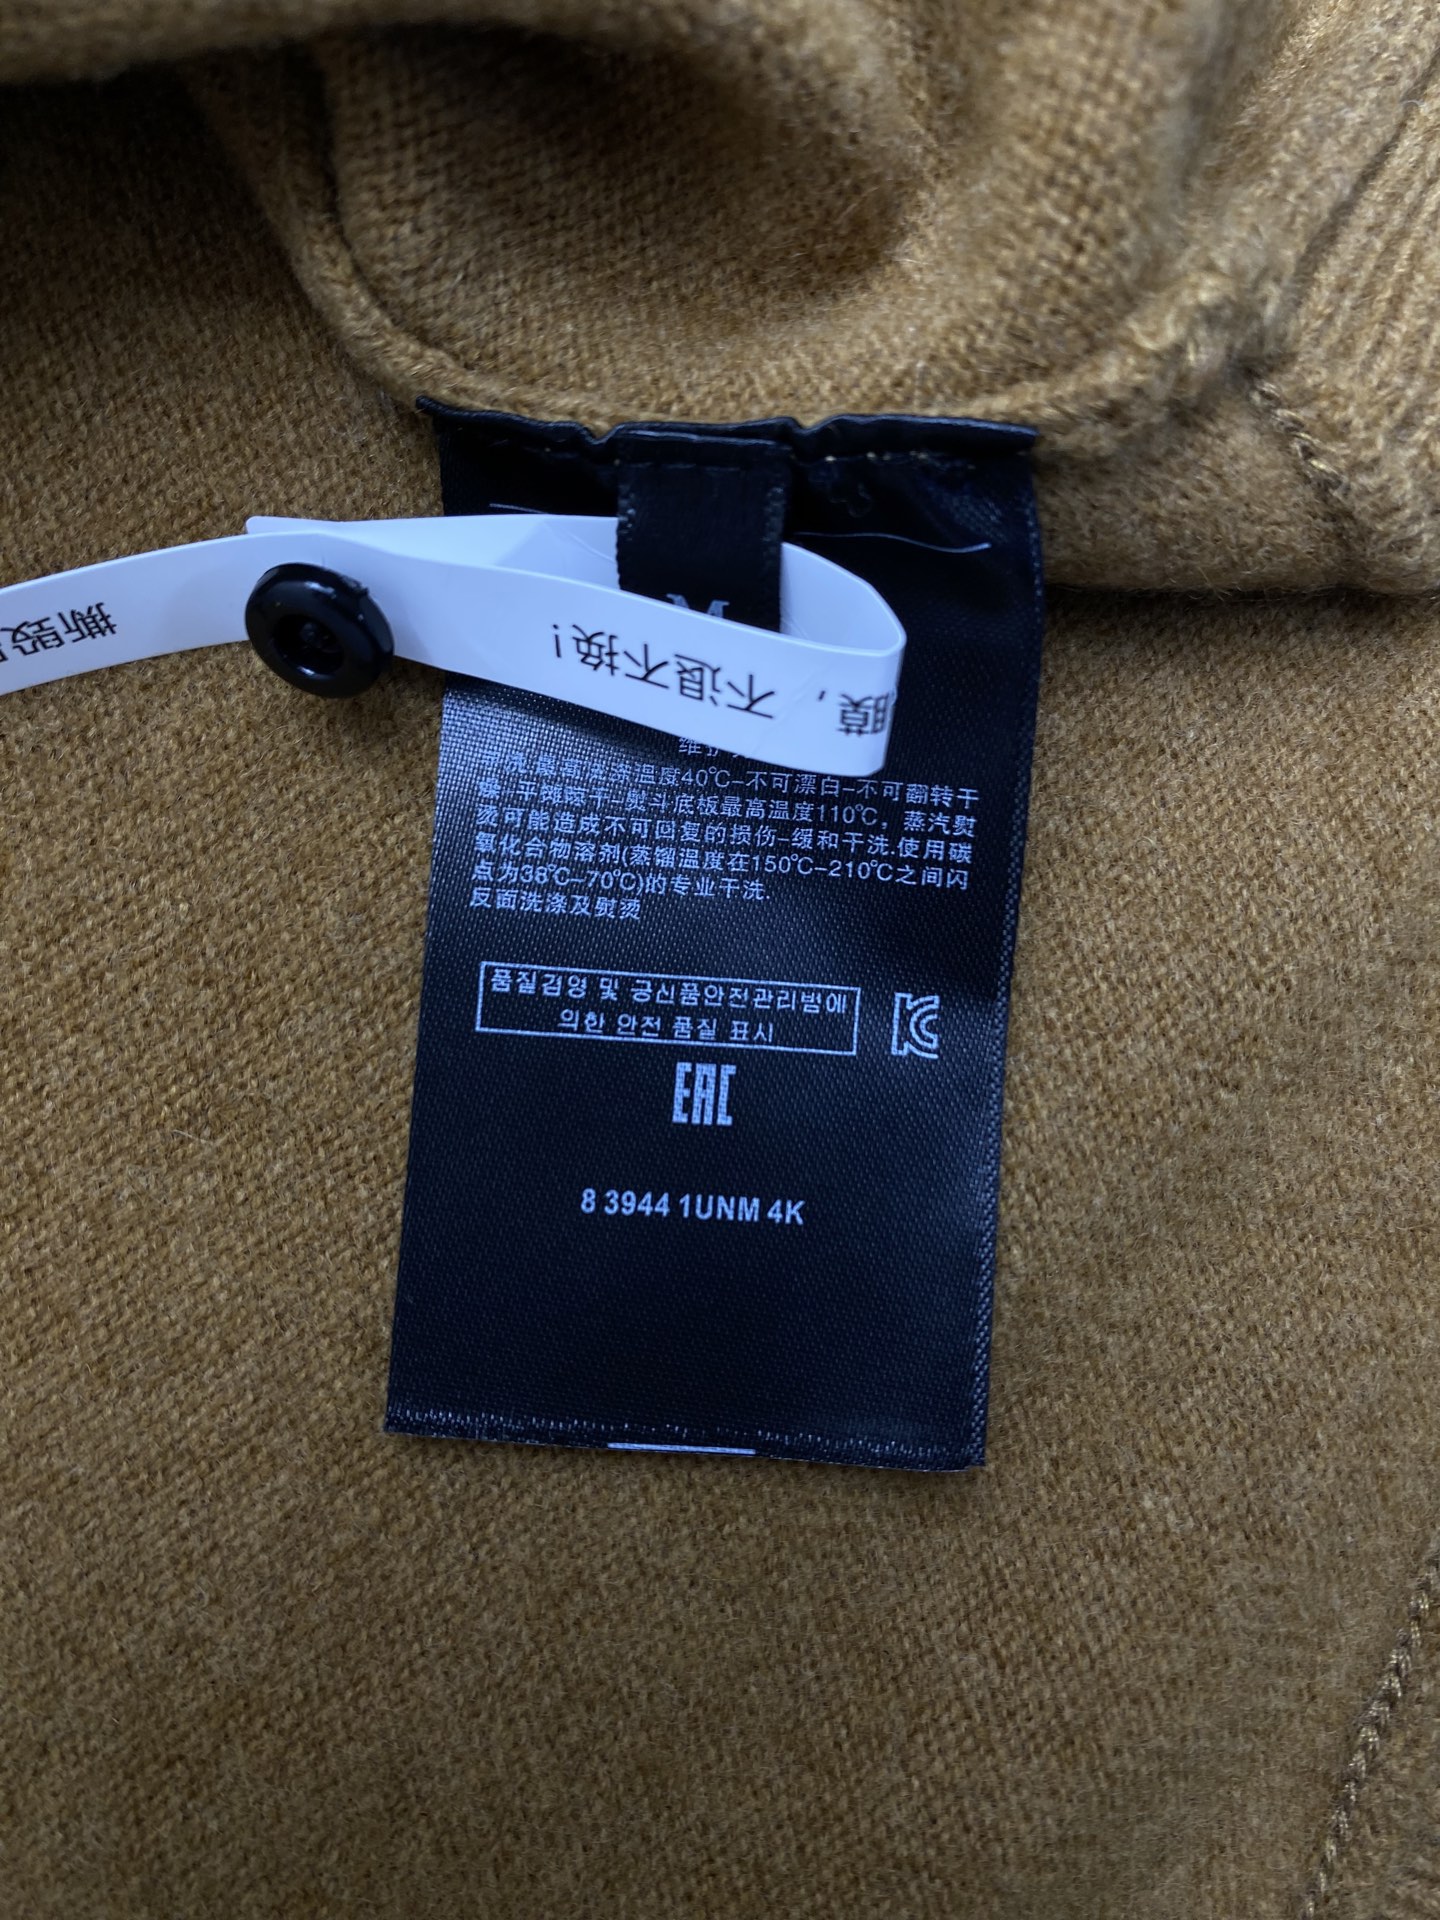 撕毁
膜，不退不换！
M
手洗.最高洗涤温度40℃-不可漂白-不可翻转干
燥-平摊晾干-熨斗底板最高温度110℃，蒸汽熨
烫可能造成不可回复的损伤-缓和干洗.使用碳
氢化合物溶剂(蒸馏温度在150℃-210℃之间闪
点为38℃-70℃)的专业干洗.
反面洗涤及熨烫
품질검영 및 공신품안전관리범에
의한 안전 품질 표시
KC
EAC
8 3944 1UNM 4K